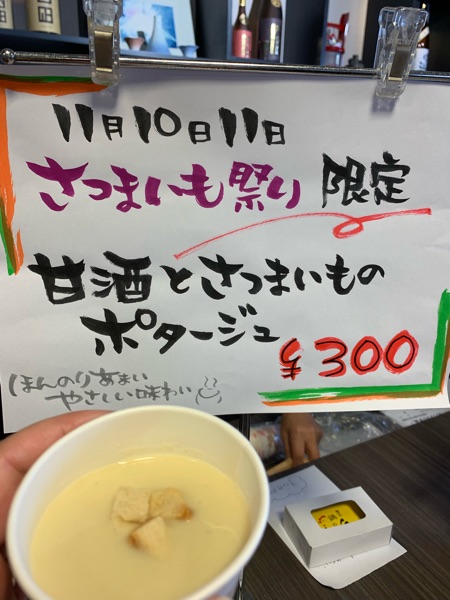 11月10日11日
さつまいも祭り 限定
甘酒とさつまいもの
ポタージュ
¥300
ほんのりあまい
やさしい味わい